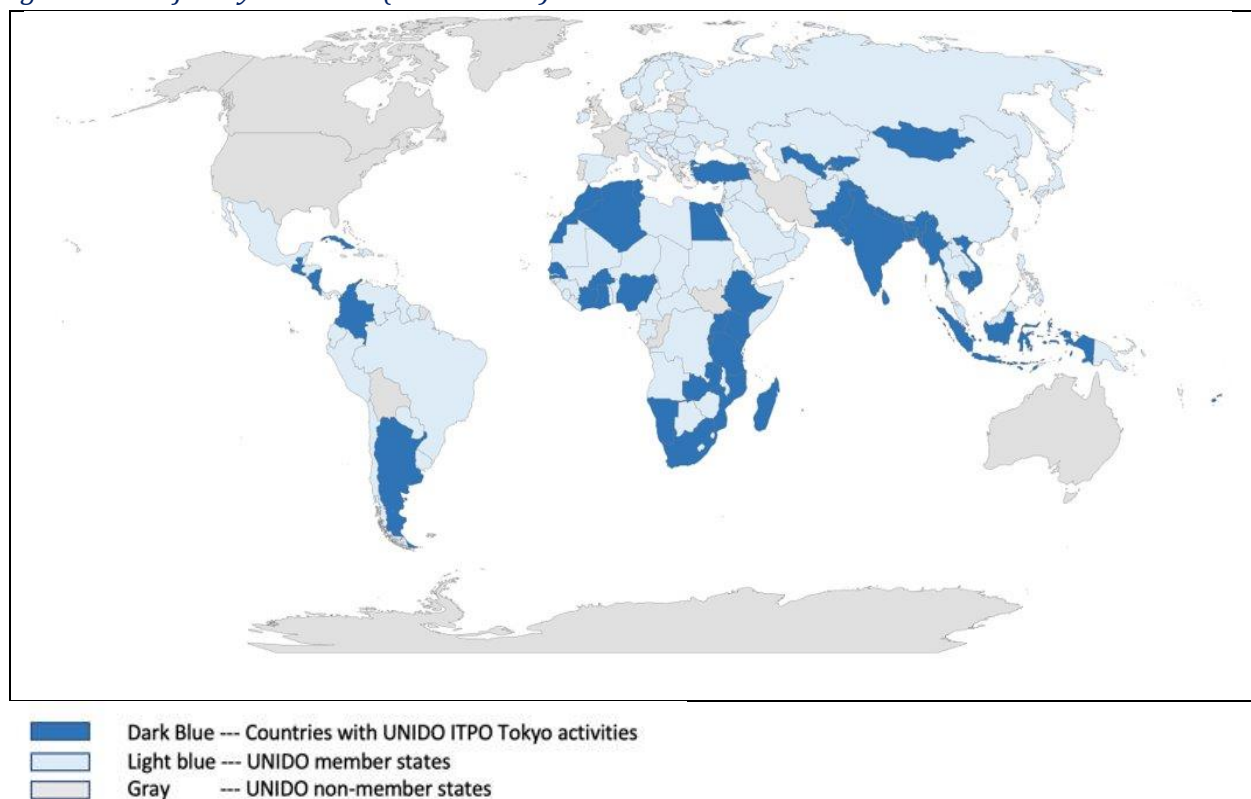 Dark Blue --- Countries with UNIDO ITPO Tokyo activities
Light blue --- UNIDO member states
Gray --- UNIDO non-member states